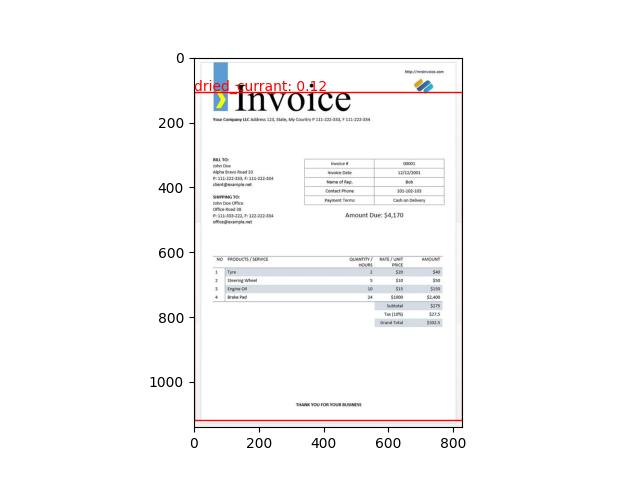 0
200
400
600
800
1000
0
200
400
600
800
dried_currant: 0.12
http://mrsinvoice.com
Invoice
Your Company LLC Address 123, State, My Country P 111-222-333, F 111-222-334
BILL TO:
John Doe
Alpha Bravo Road 33
P: 111-222-333, F: 111-222-334
client@example.net
SHIPPING TO:
John Doe Office
Office Road 38
P: 111-333-222, F: 122-222-334
office@example.net
Invoice # 00001
Invoice Date 12/12/2001
Name of Rep. Bob
Contact Phone 101-102-103
Payment Terms Cash on Delivery
Amount Due: $4,170
NO PRODUCTS / SERVICE QUANTITY / HOURS RATE / UNIT PRICE AMOUNT
1 Tyre 2 $20 $40
2 Steering Wheel 5 $10 $50
3 Engine Oil 10 $15 $150
4 Brake Pad 24 $1000 $2,400
Subtotal $275
Tax (10%) $27.5
Grand Total $302.5
THANK YOU FOR YOUR BUSINESS